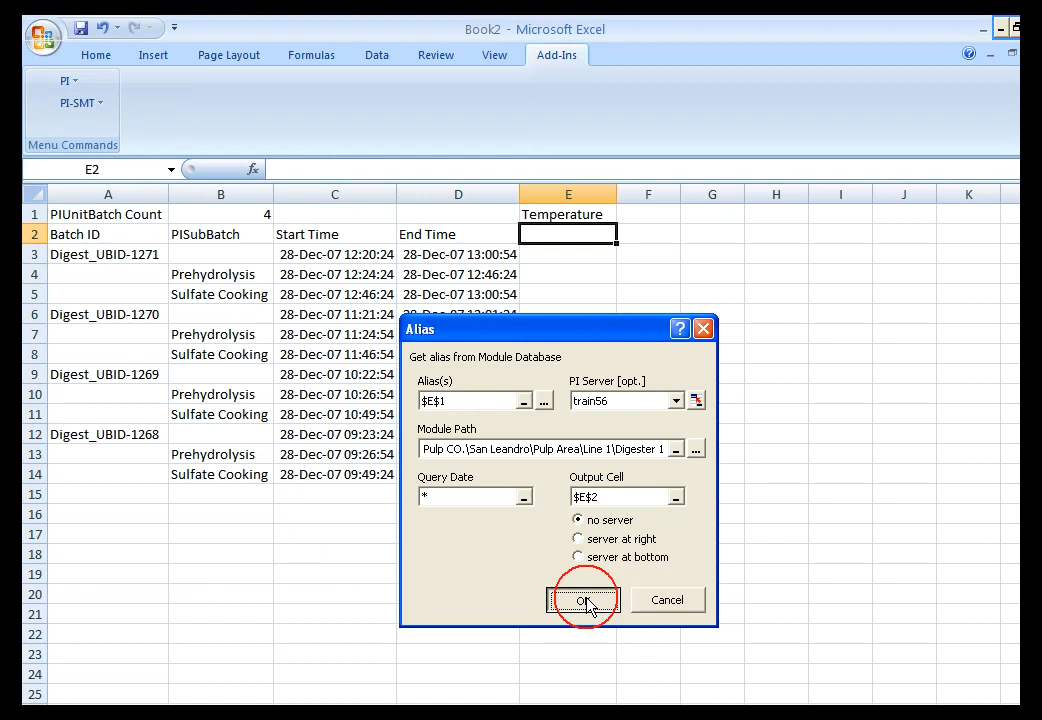 Book2 - Microsoft Excel
Home Insert Page Layout Formulas Data Review View Add-Ins
PI
PI-SMT
Menu Commands
E2 fx
A B C D E F G H I J K
1 PIUnitBatch Count 4 Temperature
2 Batch ID PISubBatch Start Time End Time
3 Digest_UBID-1271 28-Dec-07 12:20:24 28-Dec-07 13:00:54
4 Prehydrolysis 28-Dec-07 12:24:24 28-Dec-07 12:46:24
5 Sulfate Cooking 28-Dec-07 12:46:24 28-Dec-07 13:00:54
6 Digest_UBID-1270 28-Dec-07 11:21:24 28-Dec-07 12:01:24
7 Prehydrolysis 28-Dec-07 11:24:54
8 Sulfate Cooking 28-Dec-07 11:46:54
9 Digest_UBID-1269 28-Dec-07 10:22:54
10 Prehydrolysis 28-Dec-07 10:26:54
11 Sulfate Cooking 28-Dec-07 10:49:54
12 Digest_UBID-1268 28-Dec-07 09:23:24
13 Prehydrolysis 28-Dec-07 09:26:54
14 Sulfate Cooking 28-Dec-07 09:49:24
15
16
17
18
19
20
21
22
23
24
25
Alias
Get alias from Module Database
Alias(s) PI Server [opt.]
$E$1 ... train56
Module Path
Pulp CO.\San Leandro\Pulp Area\Line 1\Digester 1 ...
Query Date Output Cell
* $E$2
no server
server at right
server at bottom
OK Cancel